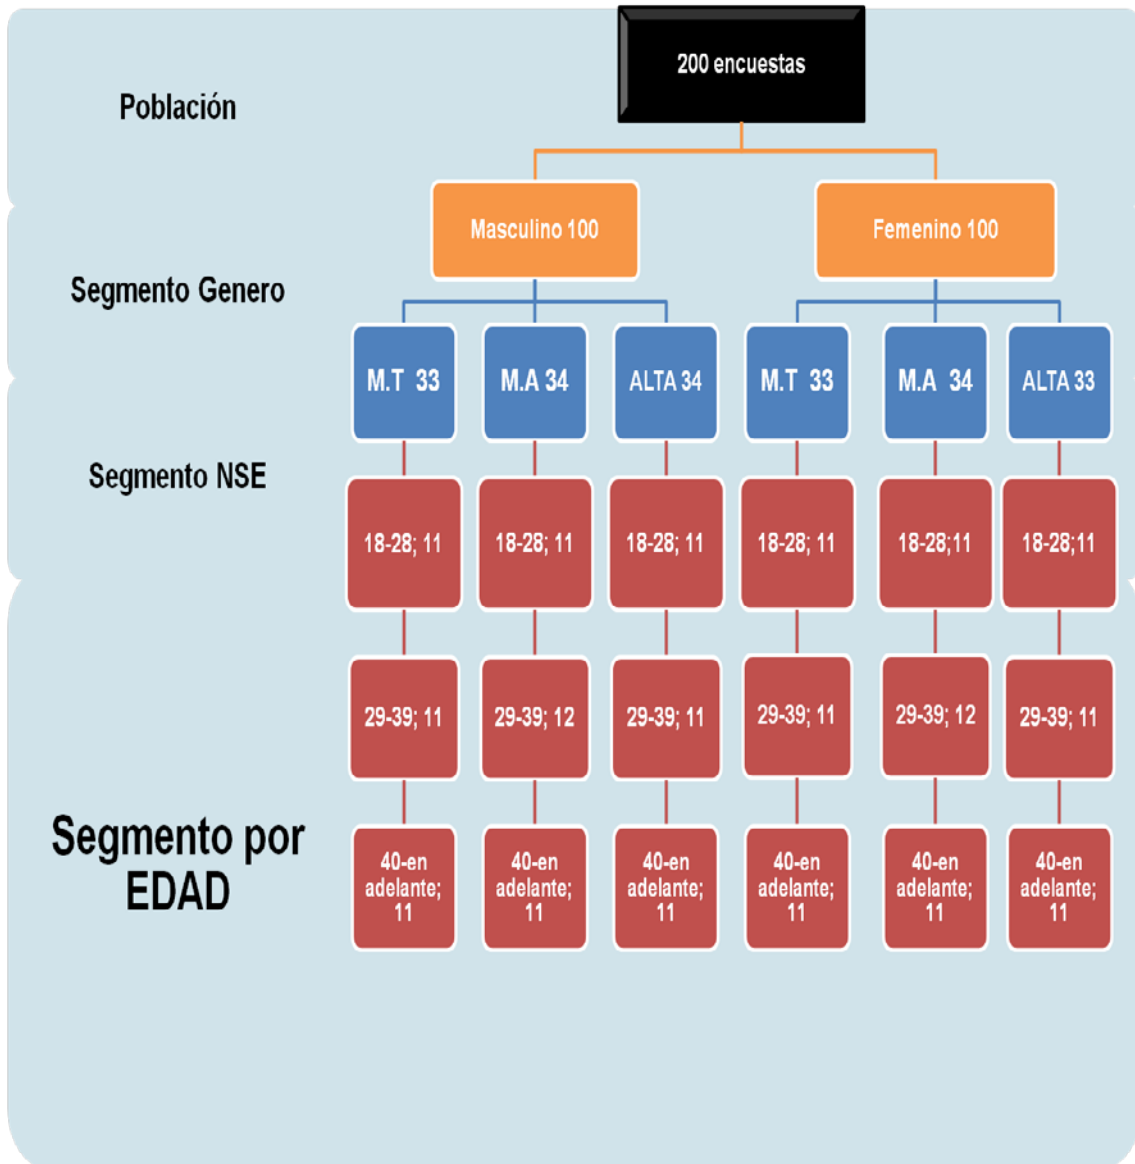 200 encuestas
Población
Masculino 100
Femenino 100
Segmento Genero
M.T 33
M.A 34
ALTA 34
M.T 33
M.A 34
ALTA 33
Segmento NSE
18-28; 11
18-28; 11
18-28; 11
18-28; 11
18-28;11
18-28;11
29-39; 11
29-39; 12
29-39; 11
29-39; 11
29-39; 12
29-39; 11
Segmento por
EDAD
40-en
adelante;
11
40-en
adelante;
11
40-en
adelante;
11
40-en
adelante;
11
40-en
adelante;
11
40-en
adelante;
11